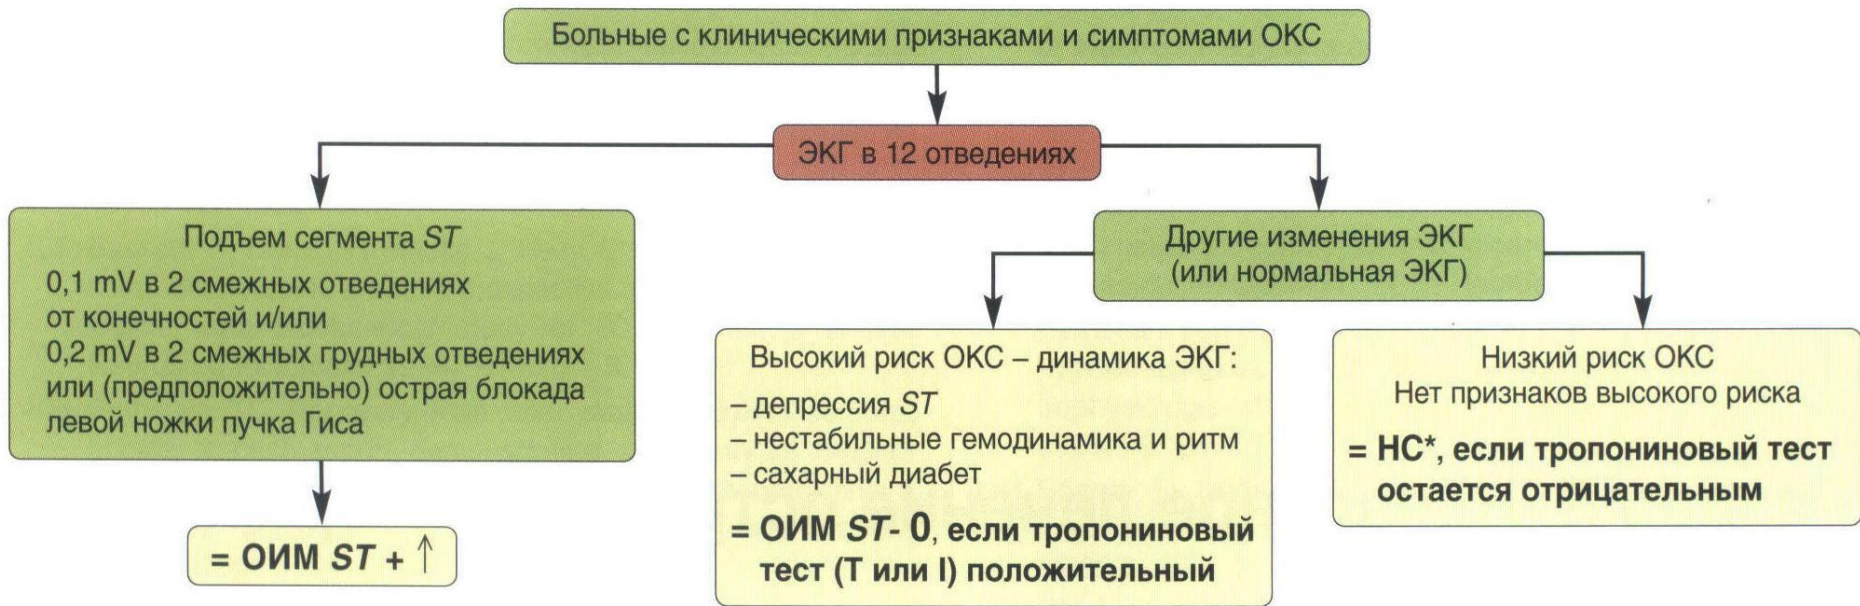 Больные с клиническими признаками и симптомами ОКС
ЭКГ в 12 отведениях
Подъем сегмента ST
0,1 mV в 2 смежных отведениях
от конечностей и/или
0,2 mV в 2 смежных грудных отведениях
или (предположительно) острая блокада
левой ножки пучка Гиса
= ОИМ ST + ↑
Другие изменения ЭКГ
(или нормальная ЭКГ)
Высокий риск ОКС – динамика ЭКГ:
– депрессия ST
– нестабильные гемодинамика и ритм
– сахарный диабет
= ОИМ ST- 0, если тропониновый
тест (T или I) положительный
Низкий риск ОКС
Нет признаков высокого риска
= НС*, если тропониновый тест
остается отрицательным